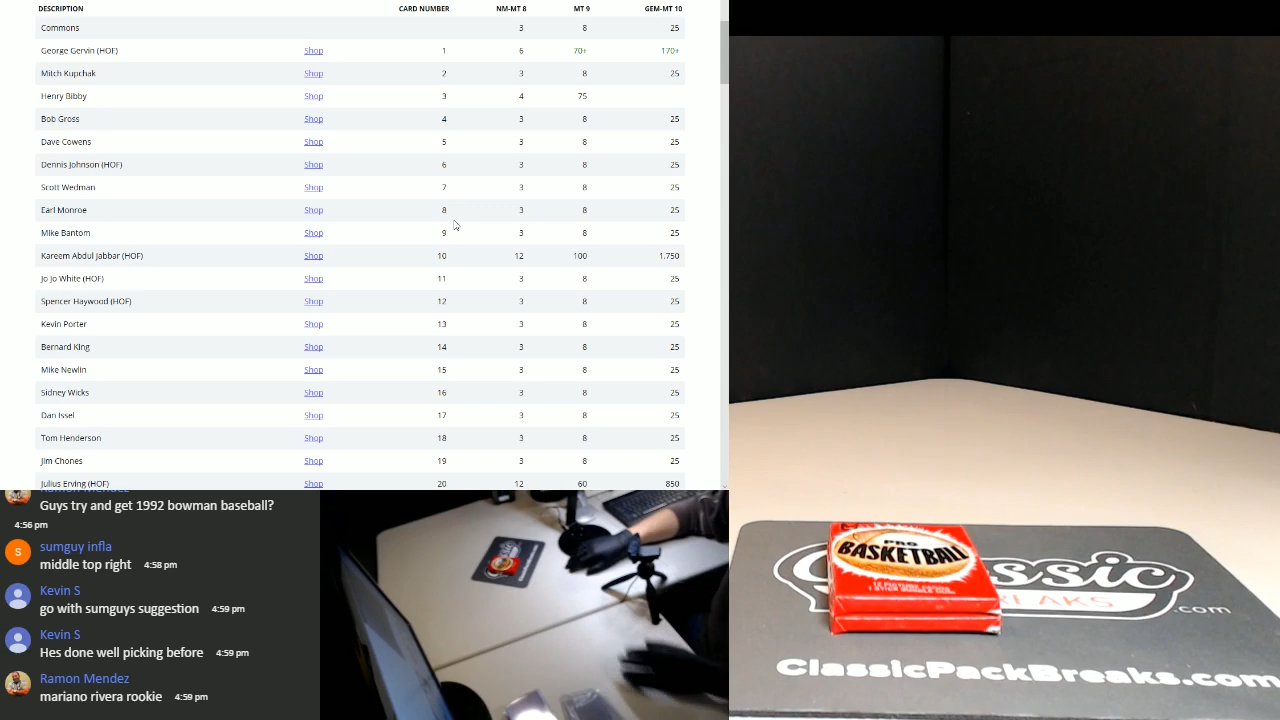 DESCRIPTION CARD NUMBER NM-MT 8 MT 9 GEM-MT 10
Commons 3 8 25
George Gervin (HOF) Shop 1 6 70+ 170+
Mitch Kupchak Shop 2 3 8 25
Henry Bibby Shop 3 4 75
Bob Gross Shop 4 3 8 25
Dave Cowens Shop 5 3 8 25
Dennis Johnson (HOF) Shop 6 3 8 25
Scott Wedman Shop 7 3 8 25
Earl Monroe Shop 8 3 8 25
Mike Bantom Shop 9 3 8 25
Kareem Abdul Jabbar (HOF) Shop 10 12 100 1,750
Jo Jo White (HOF) Shop 11 3 8 25
Spencer Haywood (HOF) Shop 12 3 8 25
Kevin Porter Shop 13 3 8 25
Bernard King Shop 14 3 8 25
Mike Newlin Shop 15 3 8 25
Sidney Wicks Shop 16 3 8 25
Dan Issel Shop 17 3 8 25
Tom Henderson Shop 18 3 8 25
Jim Chones Shop 19 3 8 25
Julius Erving (HOF) Shop 20 12 60 850
Ramon Mendez
Guys try and get 1992 bowman baseball?
4:56 pm
sumguy infla
middle top right 4:58 pm
Kevin S
go with sumguys suggestion 4:59 pm
Kevin S
Hes done well picking before 4:59 pm
Ramon Mendez
mariano rivera rookie 4:59 pm
PRO
BASKETBALL
12 PICTURE CARDS
1 STICK BUBBLE GUM
.com
ClassicPackBreaks.com